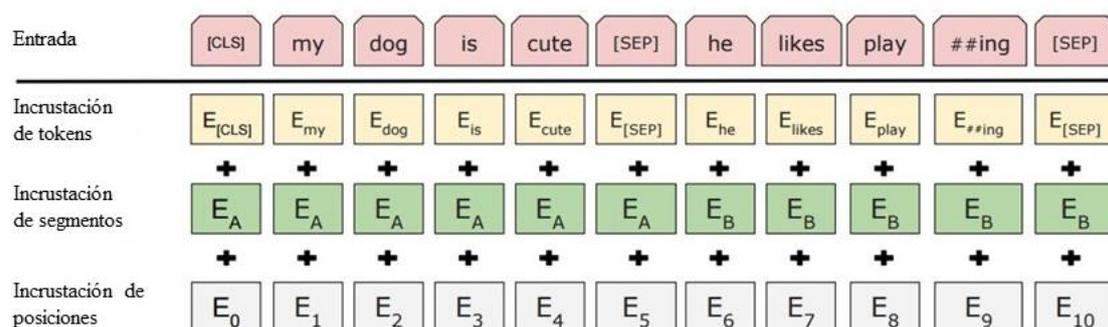 Entrada [CLS] my dog is cute [SEP] he likes play ##ing [SEP]
Incrustación
de tokens
E[CLS] Emy Edog Eis Ecute E[SEP] Ehe Elikes Eplay E##ing E[SEP]
+ + + + + + + + + + +
Incrustación
de segmentos
EA EA EA EA EA EA EB EB EB EB EB
+ + + + + + + + + + +
Incrustación de
posiciones
E0 E1 E2 E3 E4 E5 E6 E7 E8 E9 E10